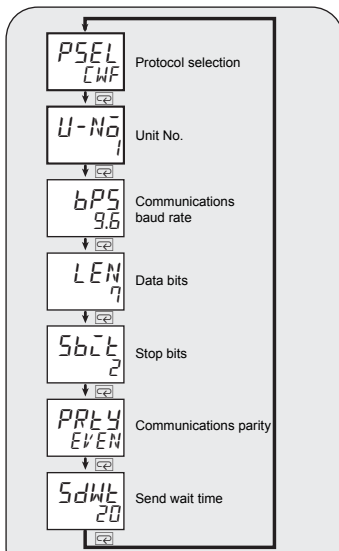 PSEL
CWF
Protocol selection
U-No
1
Unit No.
bPS
9.6
Communications
baud rate
LEN
7
Data bits
Sbit
2
Stop bits
PRtY
EVEN
Communications parity
SdWt
20
Send wait time